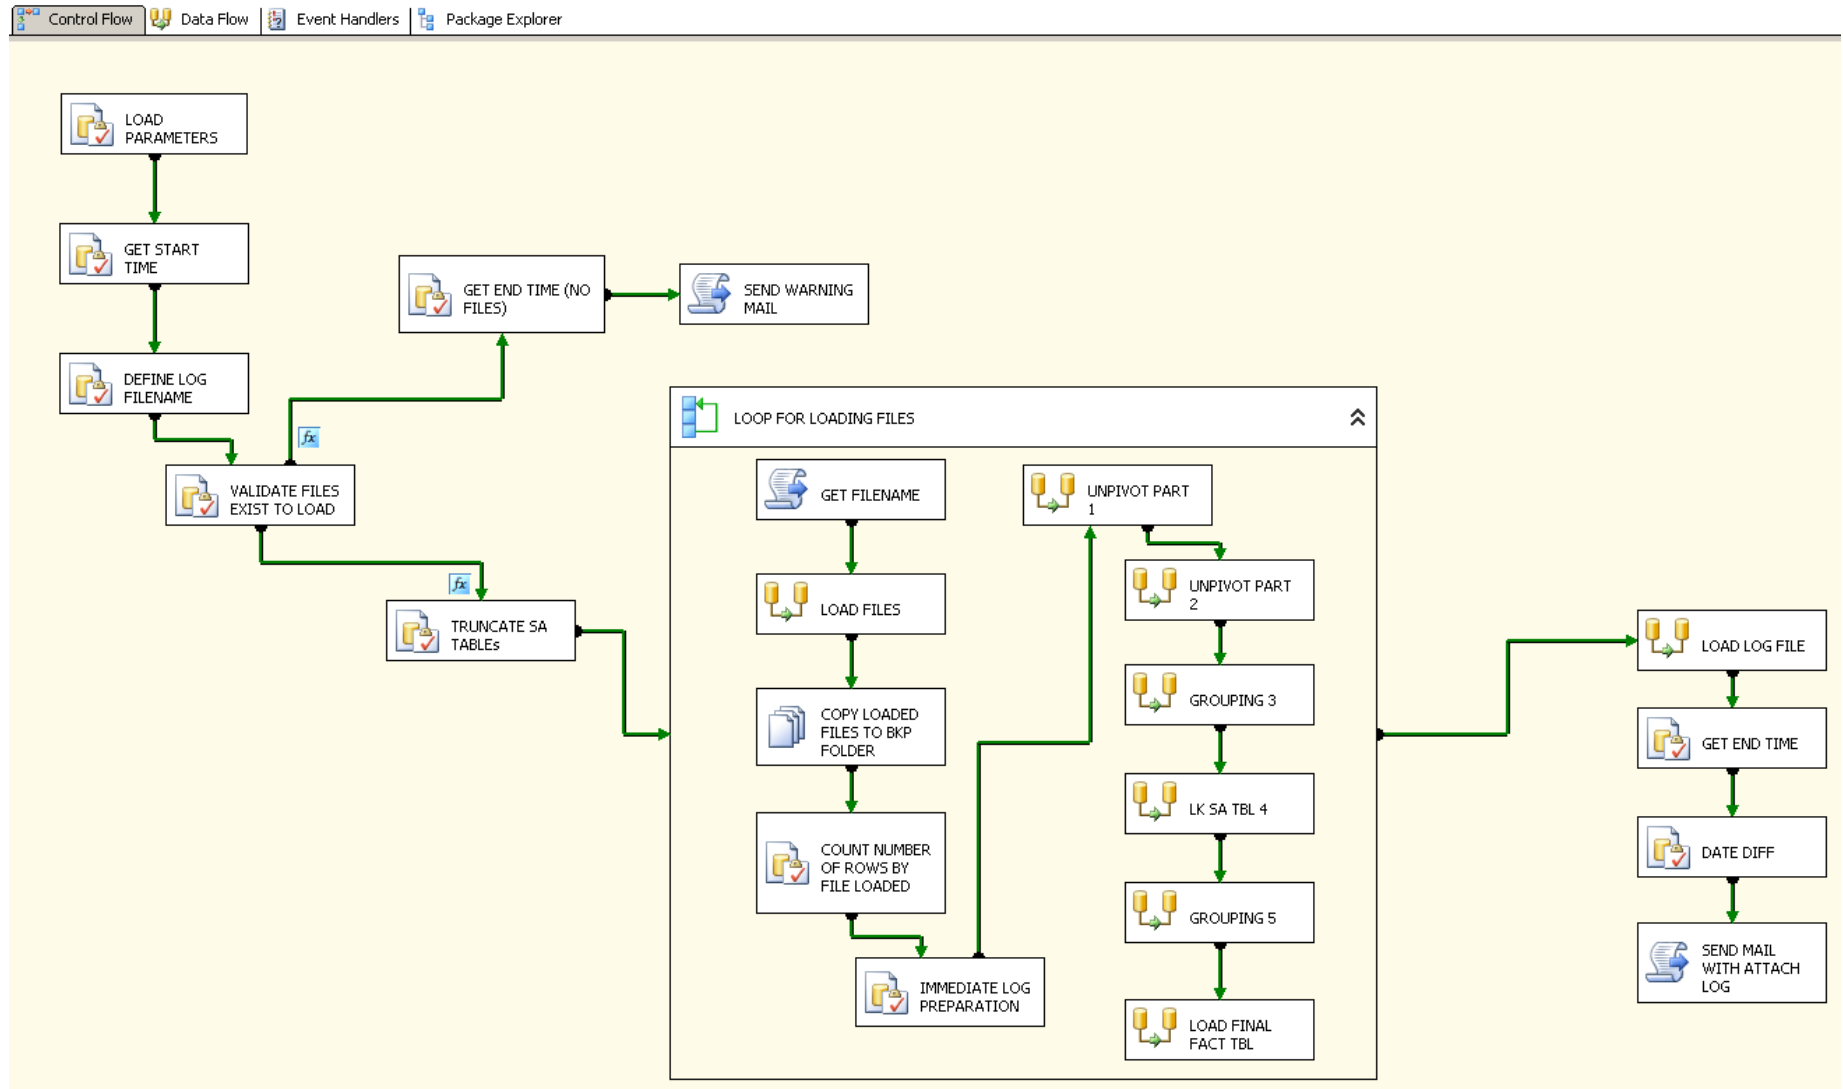 Control Flow
Data Flow
Event Handlers
Package Explorer
LOAD
PARAMETERS
GET START
TIME
DEFINE LOG
FILENAME
VALIDATE FILES
EXIST TO LOAD
fx
GET END TIME (NO
FILES)
SEND WARNING
MAIL
fx
TRUNCATE SA
TABLEs
LOOP FOR LOADING FILES
GET FILENAME
LOAD FILES
COPY LOADED
FILES TO BKP
FOLDER
COUNT NUMBER
OF ROWS BY
FILE LOADED
IMMEDIATE LOG
PREPARATION
UNPIVOT PART
1
UNPIVOT PART
2
GROUPING 3
LK SA TBL 4
GROUPING 5
LOAD FINAL
FACT TBL
LOAD LOG FILE
GET END TIME
DATE DIFF
SEND MAIL
WITH ATTACH
LOG